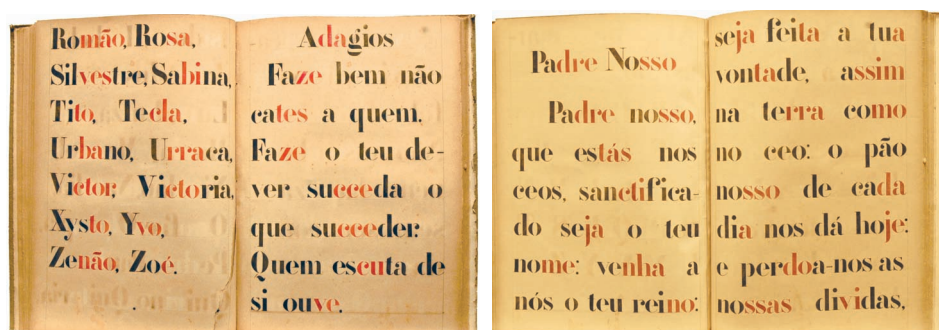 Romão, Rosa,
Silvestre, Sabina,
Tito, Tecla,
Urbano, Urraca,
Victor, Victoria,
Xysto, Yvo,
Zenão, Zoé.
Adagios
Faze bem não
cates a quem.
Faze o teu de-
ver succeda o
que succeder:
Quem escuta de
si ouve.
Padre Nosso
Padre nosso,
que estás nos
ceos, sanctifica-
do seja o teu
nome: venha a
nós o teu reino:
seja feita a tua
vontade, assim
na terra como
no ceo: o pão
nosso de cada
dia nos dá hoje:
e perdoa-nos as
nossas dividas,